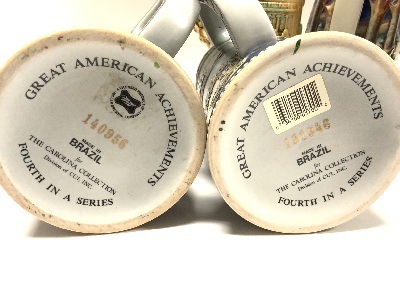 GREAT AMERICAN ACHIEVEMENTS
140956
MADE IN
BRAZIL
for
THE CAROLINA COLLECTION
Division of CUI, INC.
FOURTH IN A SERIES
GREAT AMERICAN ACHIEVEMENTS
MADE IN
BRAZIL
for
THE CAROLINA COLLECTION
Division of CUI, INC.
FOURTH IN A SERIES